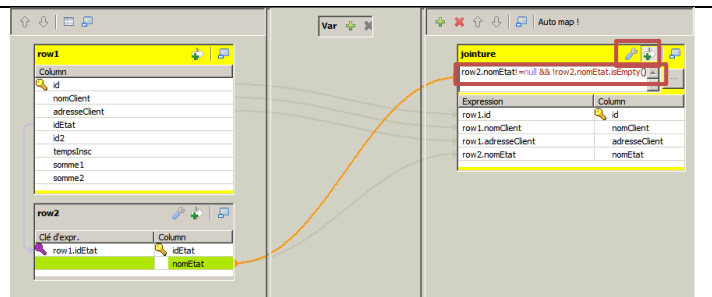 Var
Auto map !
row1
Column
id
nomClient
adresseClient
idEtat
id2
tempsInsc
somme1
somme2
row2
Clé d'expr. Column
row1.idEtat idEtat
nomEtat
jointure
row2.nomEtat!=null && !row2.nomEtat.isEmpty()
...
Expression Column
row1.id id
row1.nomClient nomClient
row1.adresseClient adresseClient
row2.nomEtat nomEtat